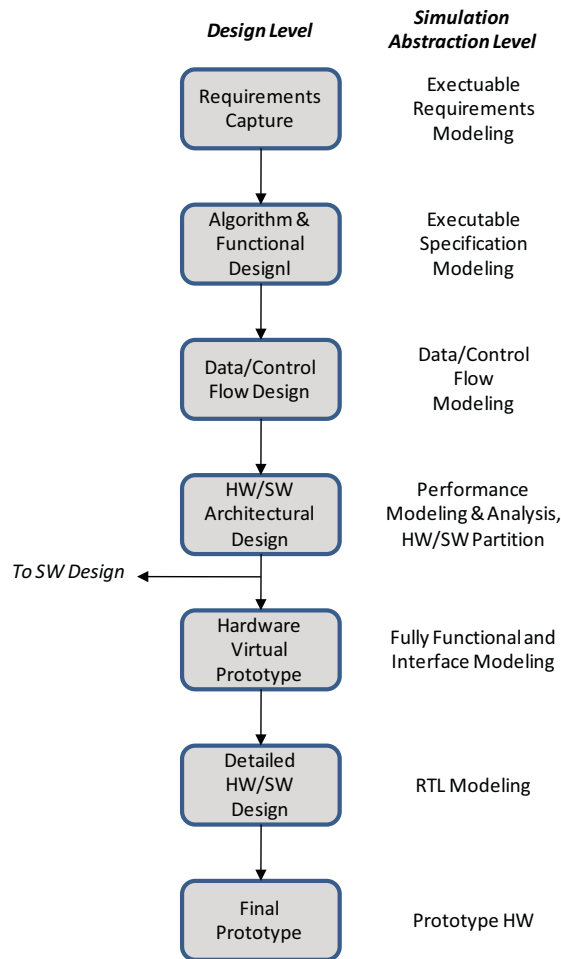 Design Level
Simulation
Abstraction Level
Requirements
Capture
Exectuable
Requirements
Modeling
Algorithm &
Functional
Designl
Executable
Specification
Modeling
Data/Control
Flow Design
Data/Control
Flow
Modeling
HW/SW
Architectural
Design
Performance
Modeling & Analysis,
HW/SW Partition
To SW Design
Hardware
Virtual
Prototype
Fully Functional and
Interface Modeling
Detailed
HW/SW
Design
RTL Modeling
Final
Prototype
Prototype HW